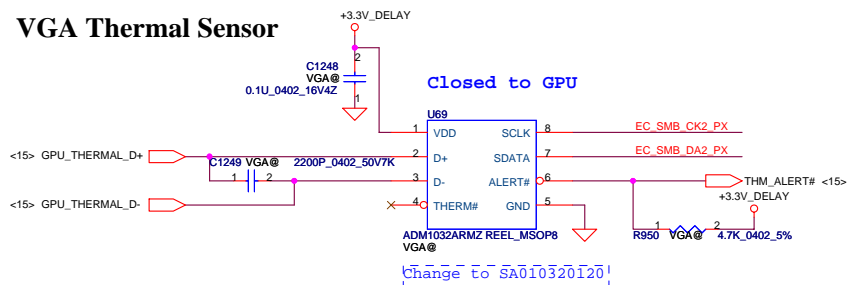 VGA Thermal Sensor
+3.3V_DELAY
2
C1248
VGA@
0.1U_0402_16V4Z
1
Closed to GPU
U69
1 VDD SCLK 8 EC_SMB_CK2_PX
<15> GPU_THERMAL_D+ 2 D+ SDATA 7 EC_SMB_DA2_PX
C1249 VGA@ 2200P_0402_50V7K
1 2 3 D- ALERT# 6 THM_ALERT# <15>
<15> GPU_THERMAL_D- 4 THERM# GND 5
+3.3V_DELAY
1 2
R950 VGA@ 4.7K_0402_5%
ADM1032ARMZ REEL_MSOP8
VGA@
Change to SA010320120